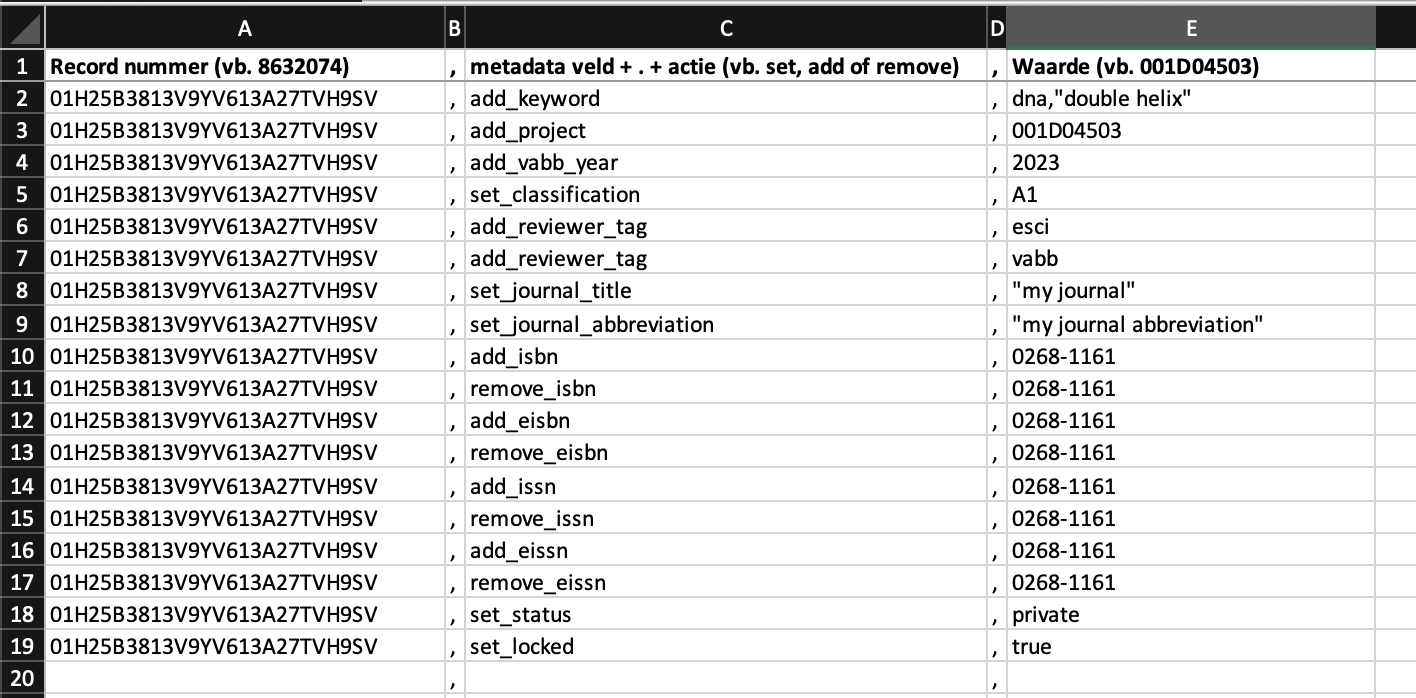 A B C D E
1 Record nummer (vb. 8632074) , metadata veld + . + actie (vb. set, add of remove) , Waarde (vb. 001D04503)
2 01H25B3813V9YV613A27TVH9SV , add_keyword , dna,"double helix"
3 01H25B3813V9YV613A27TVH9SV , add_project , 001D04503
4 01H25B3813V9YV613A27TVH9SV , add_vabb_year , 2023
5 01H25B3813V9YV613A27TVH9SV , set_classification , A1
6 01H25B3813V9YV613A27TVH9SV , add_reviewer_tag , esci
7 01H25B3813V9YV613A27TVH9SV , add_reviewer_tag , vabb
8 01H25B3813V9YV613A27TVH9SV , set_journal_title , "my journal"
9 01H25B3813V9YV613A27TVH9SV , set_journal_abbreviation , "my journal abbreviation"
10 01H25B3813V9YV613A27TVH9SV , add_isbn , 0268-1161
11 01H25B3813V9YV613A27TVH9SV , remove_isbn , 0268-1161
12 01H25B3813V9YV613A27TVH9SV , add_eisbn , 0268-1161
13 01H25B3813V9YV613A27TVH9SV , remove_eisbn , 0268-1161
14 01H25B3813V9YV613A27TVH9SV , add_issn , 0268-1161
15 01H25B3813V9YV613A27TVH9SV , remove_issn , 0268-1161
16 01H25B3813V9YV613A27TVH9SV , add_eissn , 0268-1161
17 01H25B3813V9YV613A27TVH9SV , remove_eissn , 0268-1161
18 01H25B3813V9YV613A27TVH9SV , set_status , private
19 01H25B3813V9YV613A27TVH9SV , set_locked , true
20 , ,